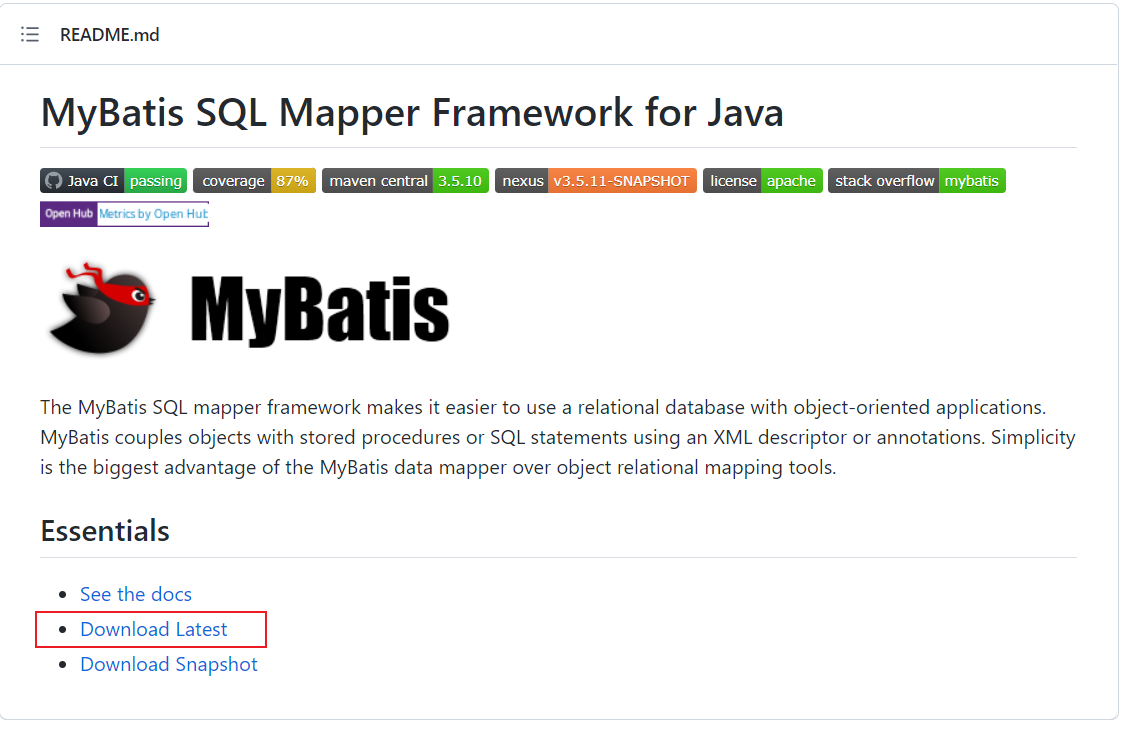 README.md
MyBatis SQL Mapper Framework for Java
Java CI passing coverage 87% maven central 3.5.10 nexus v3.5.11-SNAPSHOT license apache stack overflow mybatis
Open Hub Metrics by Open Hub
MyBatis
The MyBatis SQL mapper framework makes it easier to use a relational database with object-oriented applications.
MyBatis couples objects with stored procedures or SQL statements using an XML descriptor or annotations. Simplicity
is the biggest advantage of the MyBatis data mapper over object relational mapping tools.
Essentials
See the docs
Download Latest
Download Snapshot